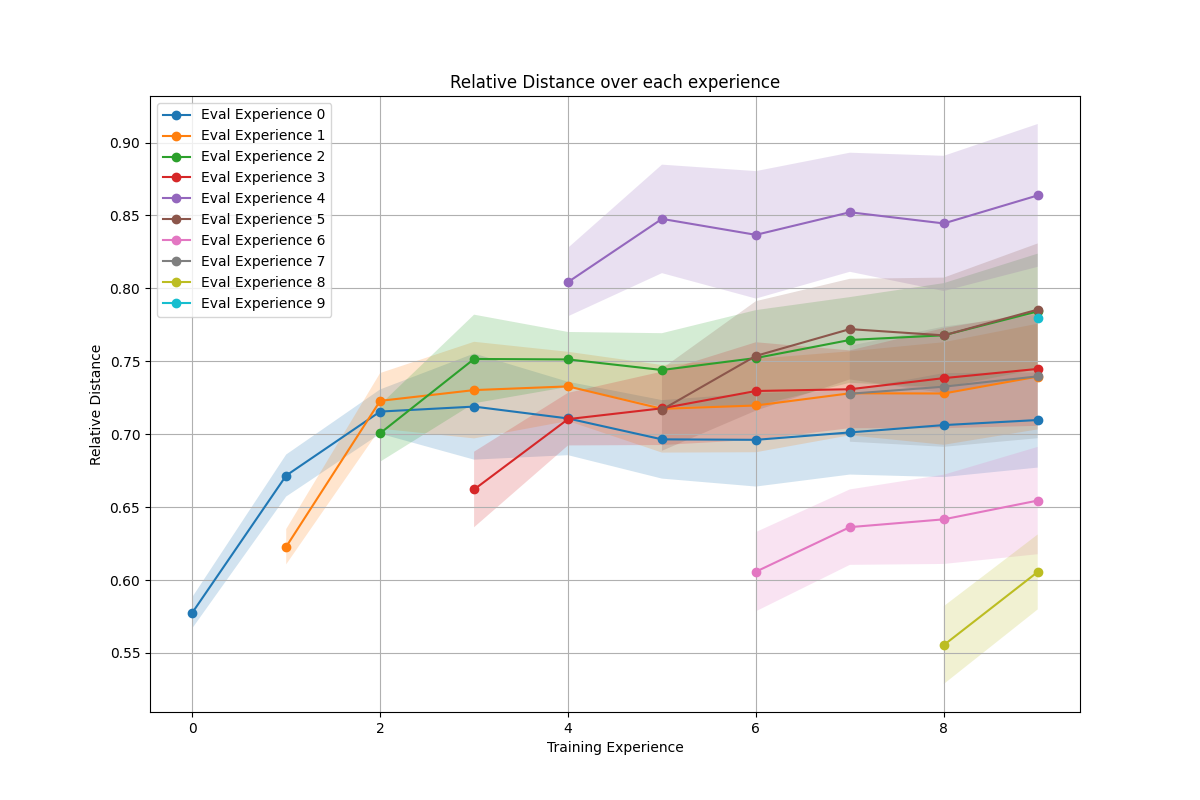 Relative Distance over each experience
Eval Experience 0
Eval Experience 1
Eval Experience 2
Eval Experience 3
Eval Experience 4
Eval Experience 5
Eval Experience 6
Eval Experience 7
Eval Experience 8
Eval Experience 9
0.90
0.85
0.80
0.75
0.70
0.65
0.60
0.55
Relative Distance
0 2 4 6 8
Training Experience